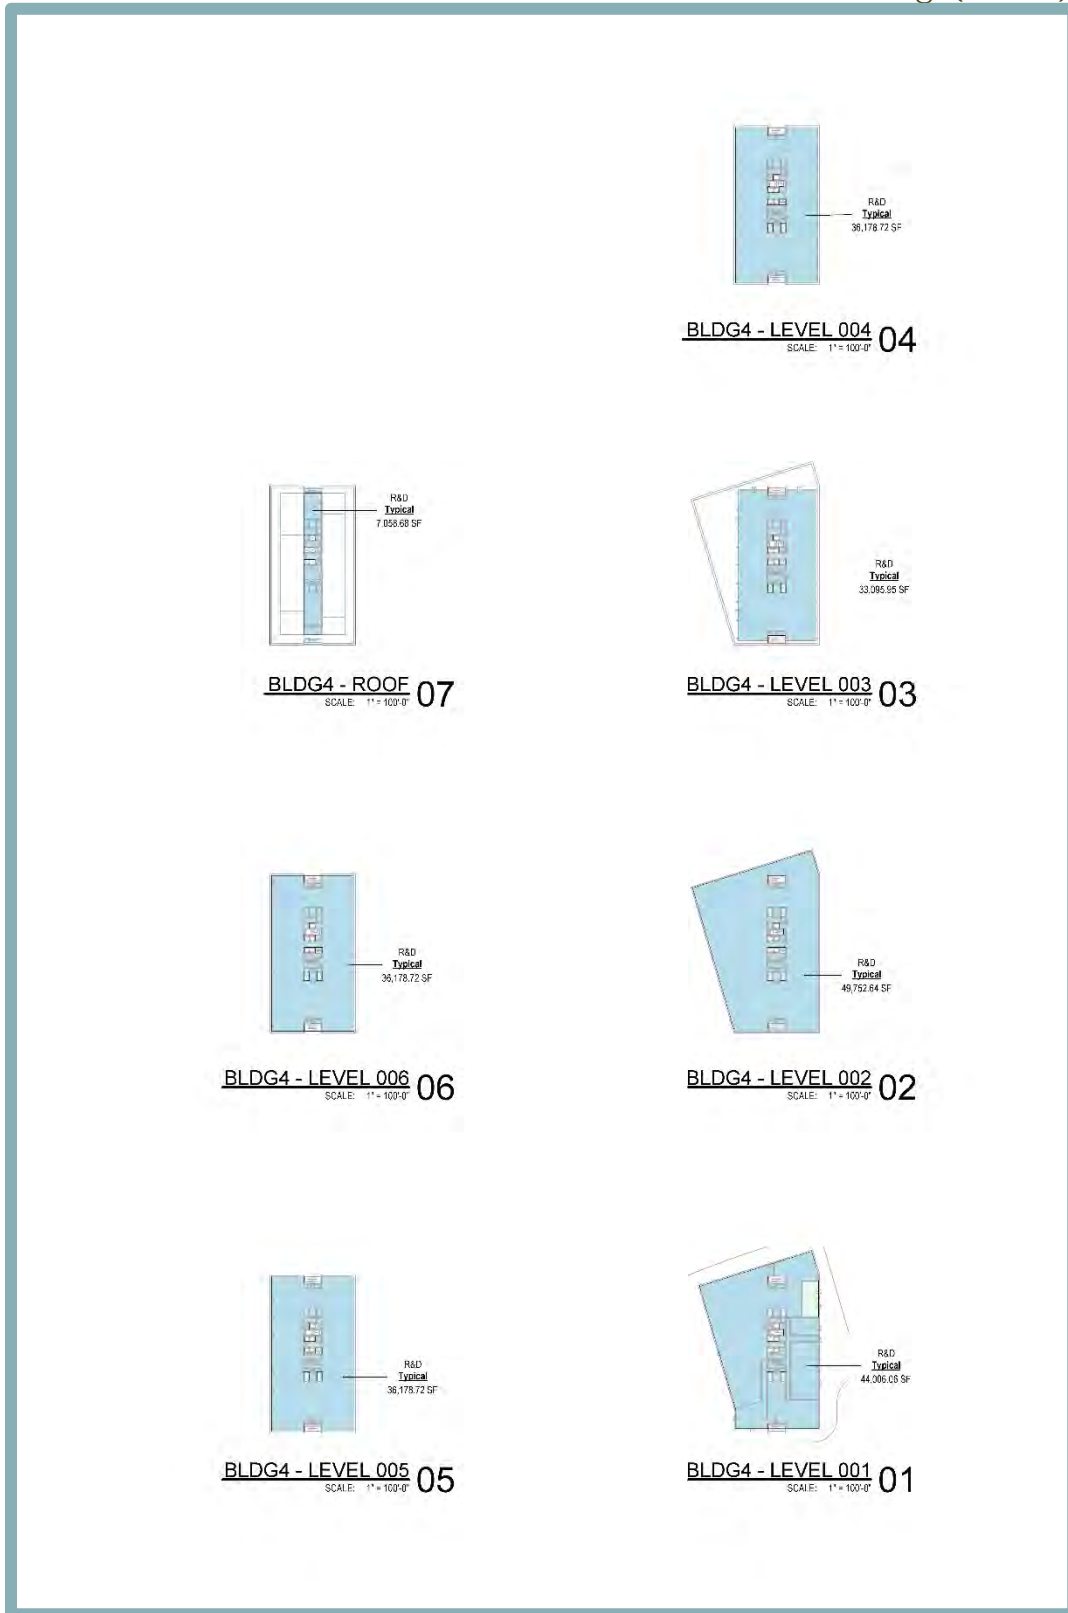 R&D
Typical
36,178.72 SF
BLDG4 - LEVEL 004 04
SCALE: 1" = 100'-0"
R&D
Typical
7,058.68 SF
BLDG4 - ROOF 07
SCALE: 1" = 100'-0"
R&D
Typical
33,095.95 SF
BLDG4 - LEVEL 003 03
SCALE: 1" = 100'-0"
R&D
Typical
36,178.72 SF
BLDG4 - LEVEL 006 06
SCALE: 1" = 100'-0"
R&D
Typical
49,752.64 SF
BLDG4 - LEVEL 002 02
SCALE: 1" = 100'-0"
R&D
Typical
36,178.72 SF
BLDG4 - LEVEL 005 05
SCALE: 1" = 100'-0"
R&D
Typical
44,006.06 SF
BLDG4 - LEVEL 001 01
SCALE: 1" = 100'-0"